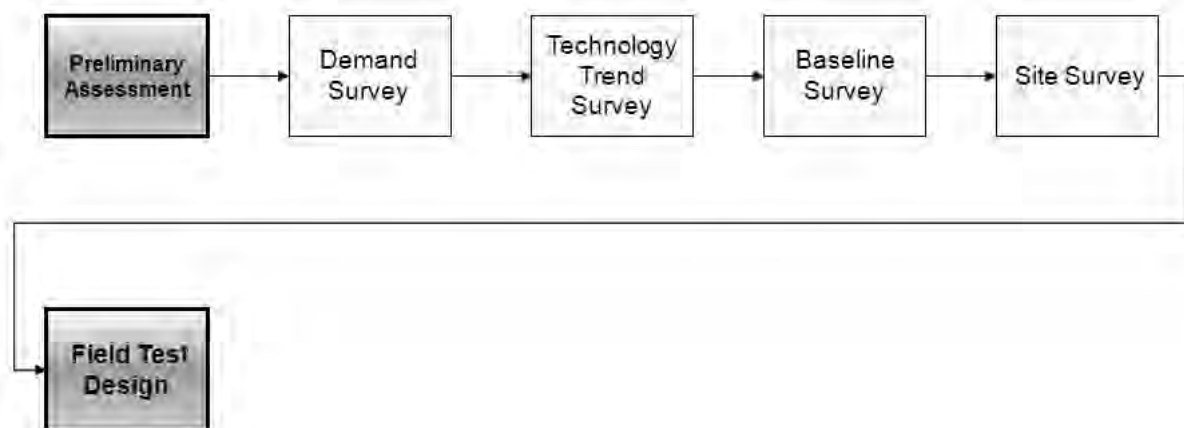 Preliminary
Assessment
Demand
Survey
Technology
Trend
Survey
Baseline
Survey
Site Survey
Field Test
Design